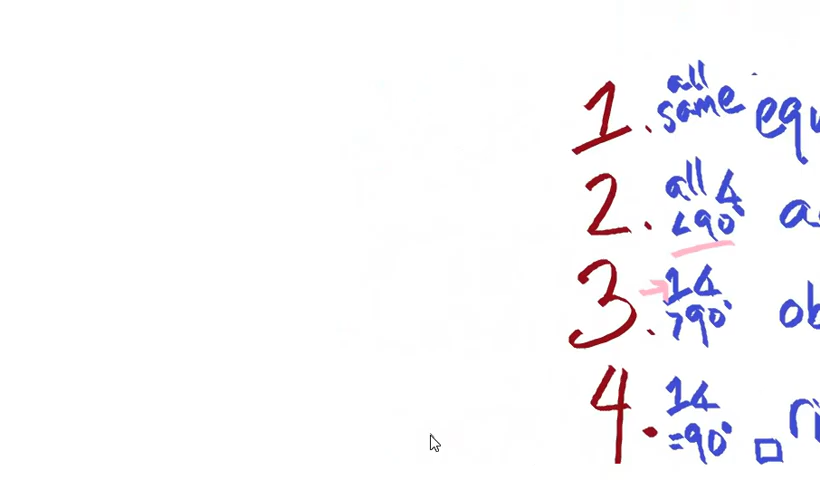 1. all same equ
2. all ∠ <90° a
3. 1∠ >90° ob
4. 1∠ =90° ri